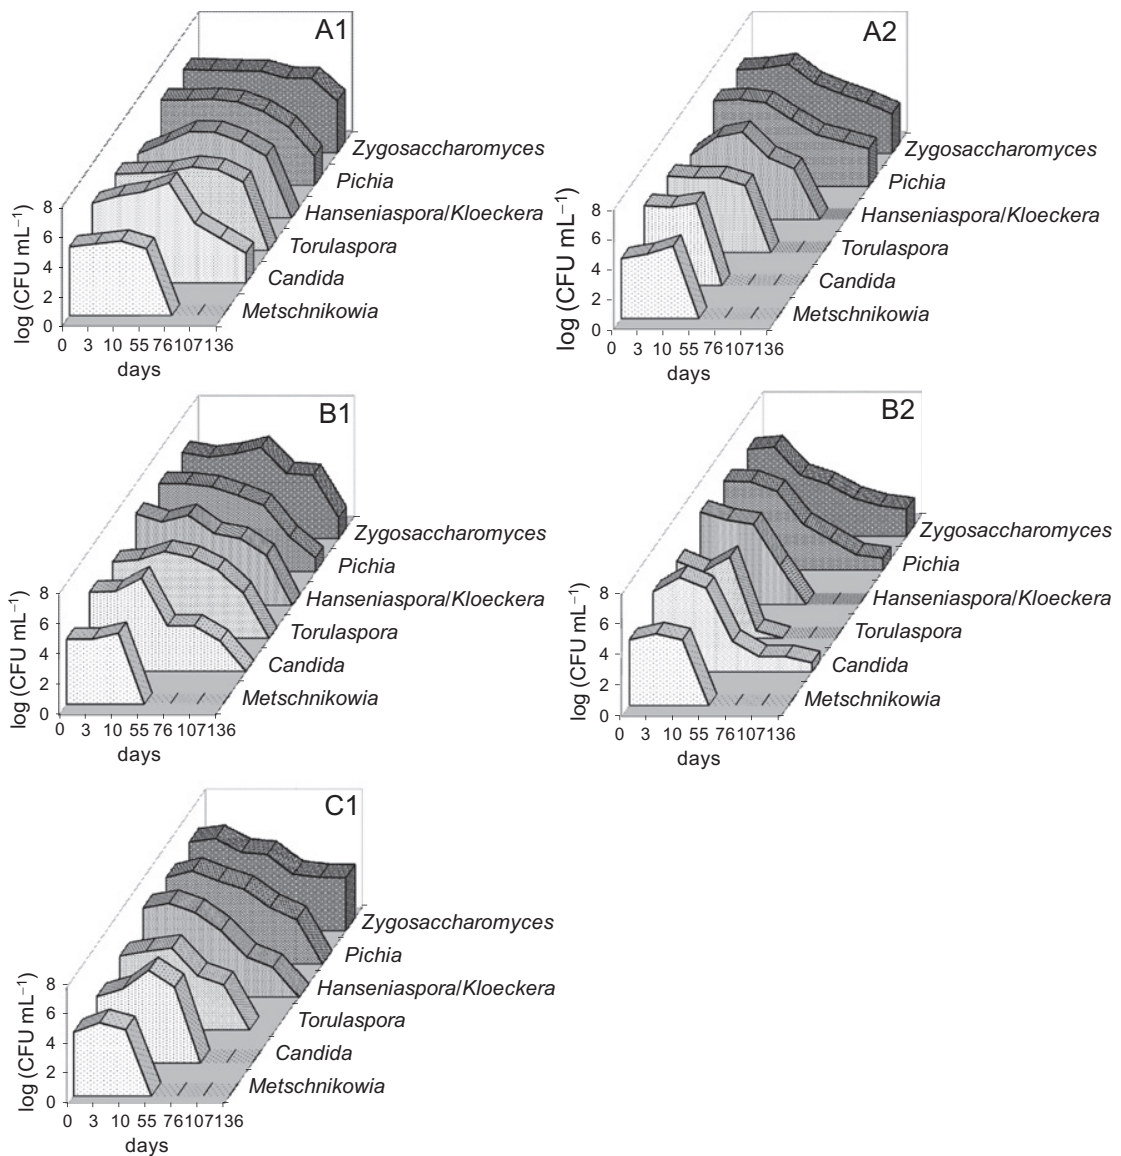 A1
Zygosaccharomyces
Pichia
Hanseniaspora/Kloeckera
Torulaspora
Candida
Metschnikowia
log (CFU mL⁻¹)
8
6
4
2
0
0 3 10 55 76 107 136
days
A2
Zygosaccharomyces
Pichia
Hanseniaspora/Kloeckera
Torulaspora
Candida
Metschnikowia
log (CFU mL⁻¹)
8
6
4
2
0
0 3 10 55 76 107 136
days
B1
Zygosaccharomyces
Pichia
Hanseniaspora/Kloeckera
Torulaspora
Candida
Metschnikowia
log (CFU mL⁻¹)
8
6
4
2
0
0 3 10 55 76 107 136
days
B2
Zygosaccharomyces
Pichia
Hanseniaspora/Kloeckera
Torulaspora
Candida
Metschnikowia
log (CFU mL⁻¹)
8
6
4
2
0
0 3 10 55 76 107 136
days
C1
Zygosaccharomyces
Pichia
Hanseniaspora/Kloeckera
Torulaspora
Candida
Metschnikowia
log (CFU mL⁻¹)
8
6
4
2
0
0 3 10 55 76 107 136
days